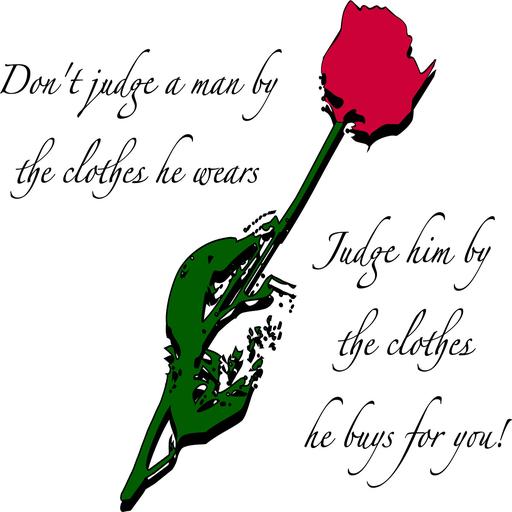 Don't judge a man by
the clothes he wears
Judge him by
the clothes
he buys for you!